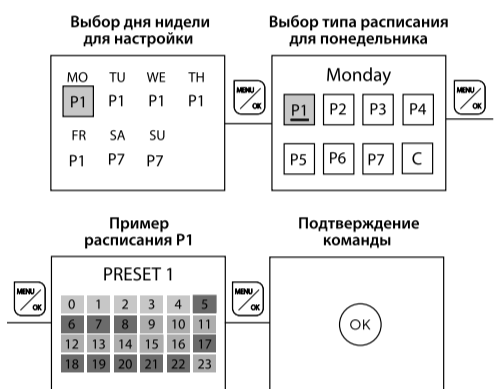 Выбор дня нидели
для настройки
MO TU WE TH
P1 P1 P1 P1
FR SA SU
P1 P7 P7
MENU/OK
Выбор типа расписания
для понедельника
Monday
P1 P2 P3 P4
P5 P6 P7 C
MENU/OK
MENU/OK
Пример
расписания P1
PRESET 1
0 1 2 3 4 5
6 7 8 9 10 11
12 13 14 15 16 17
18 19 20 21 22 23
MENU/OK
Подтверждение
команды
OK